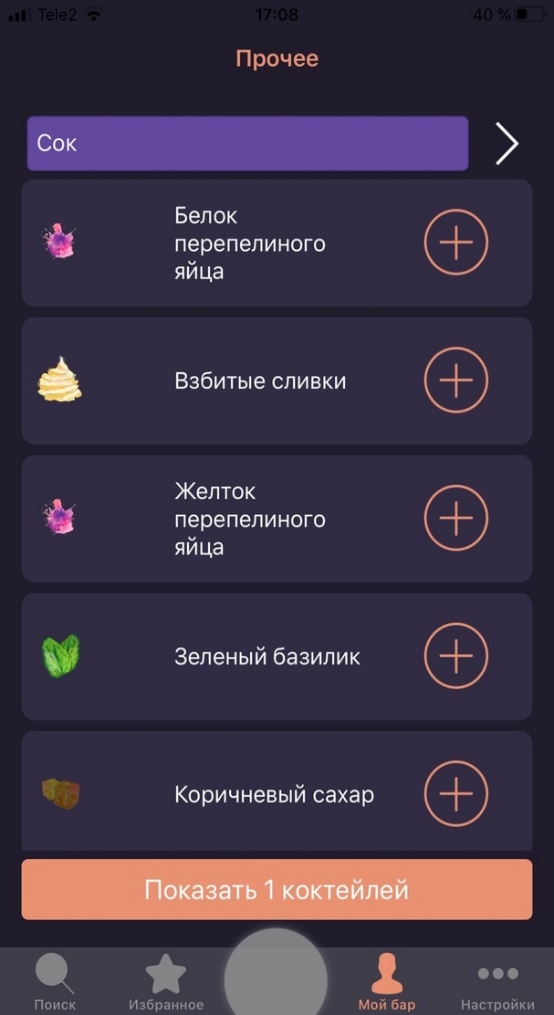 Tele2
17:08
40 %
Прочее
Сок
Белок
перепелиного
яйца
Взбитые сливки
Желток
перепелиного
яйца
Зеленый базилик
Коричневый сахар
Показать 1 коктейлей
Поиск
Избранное
Мой бар
Настройки